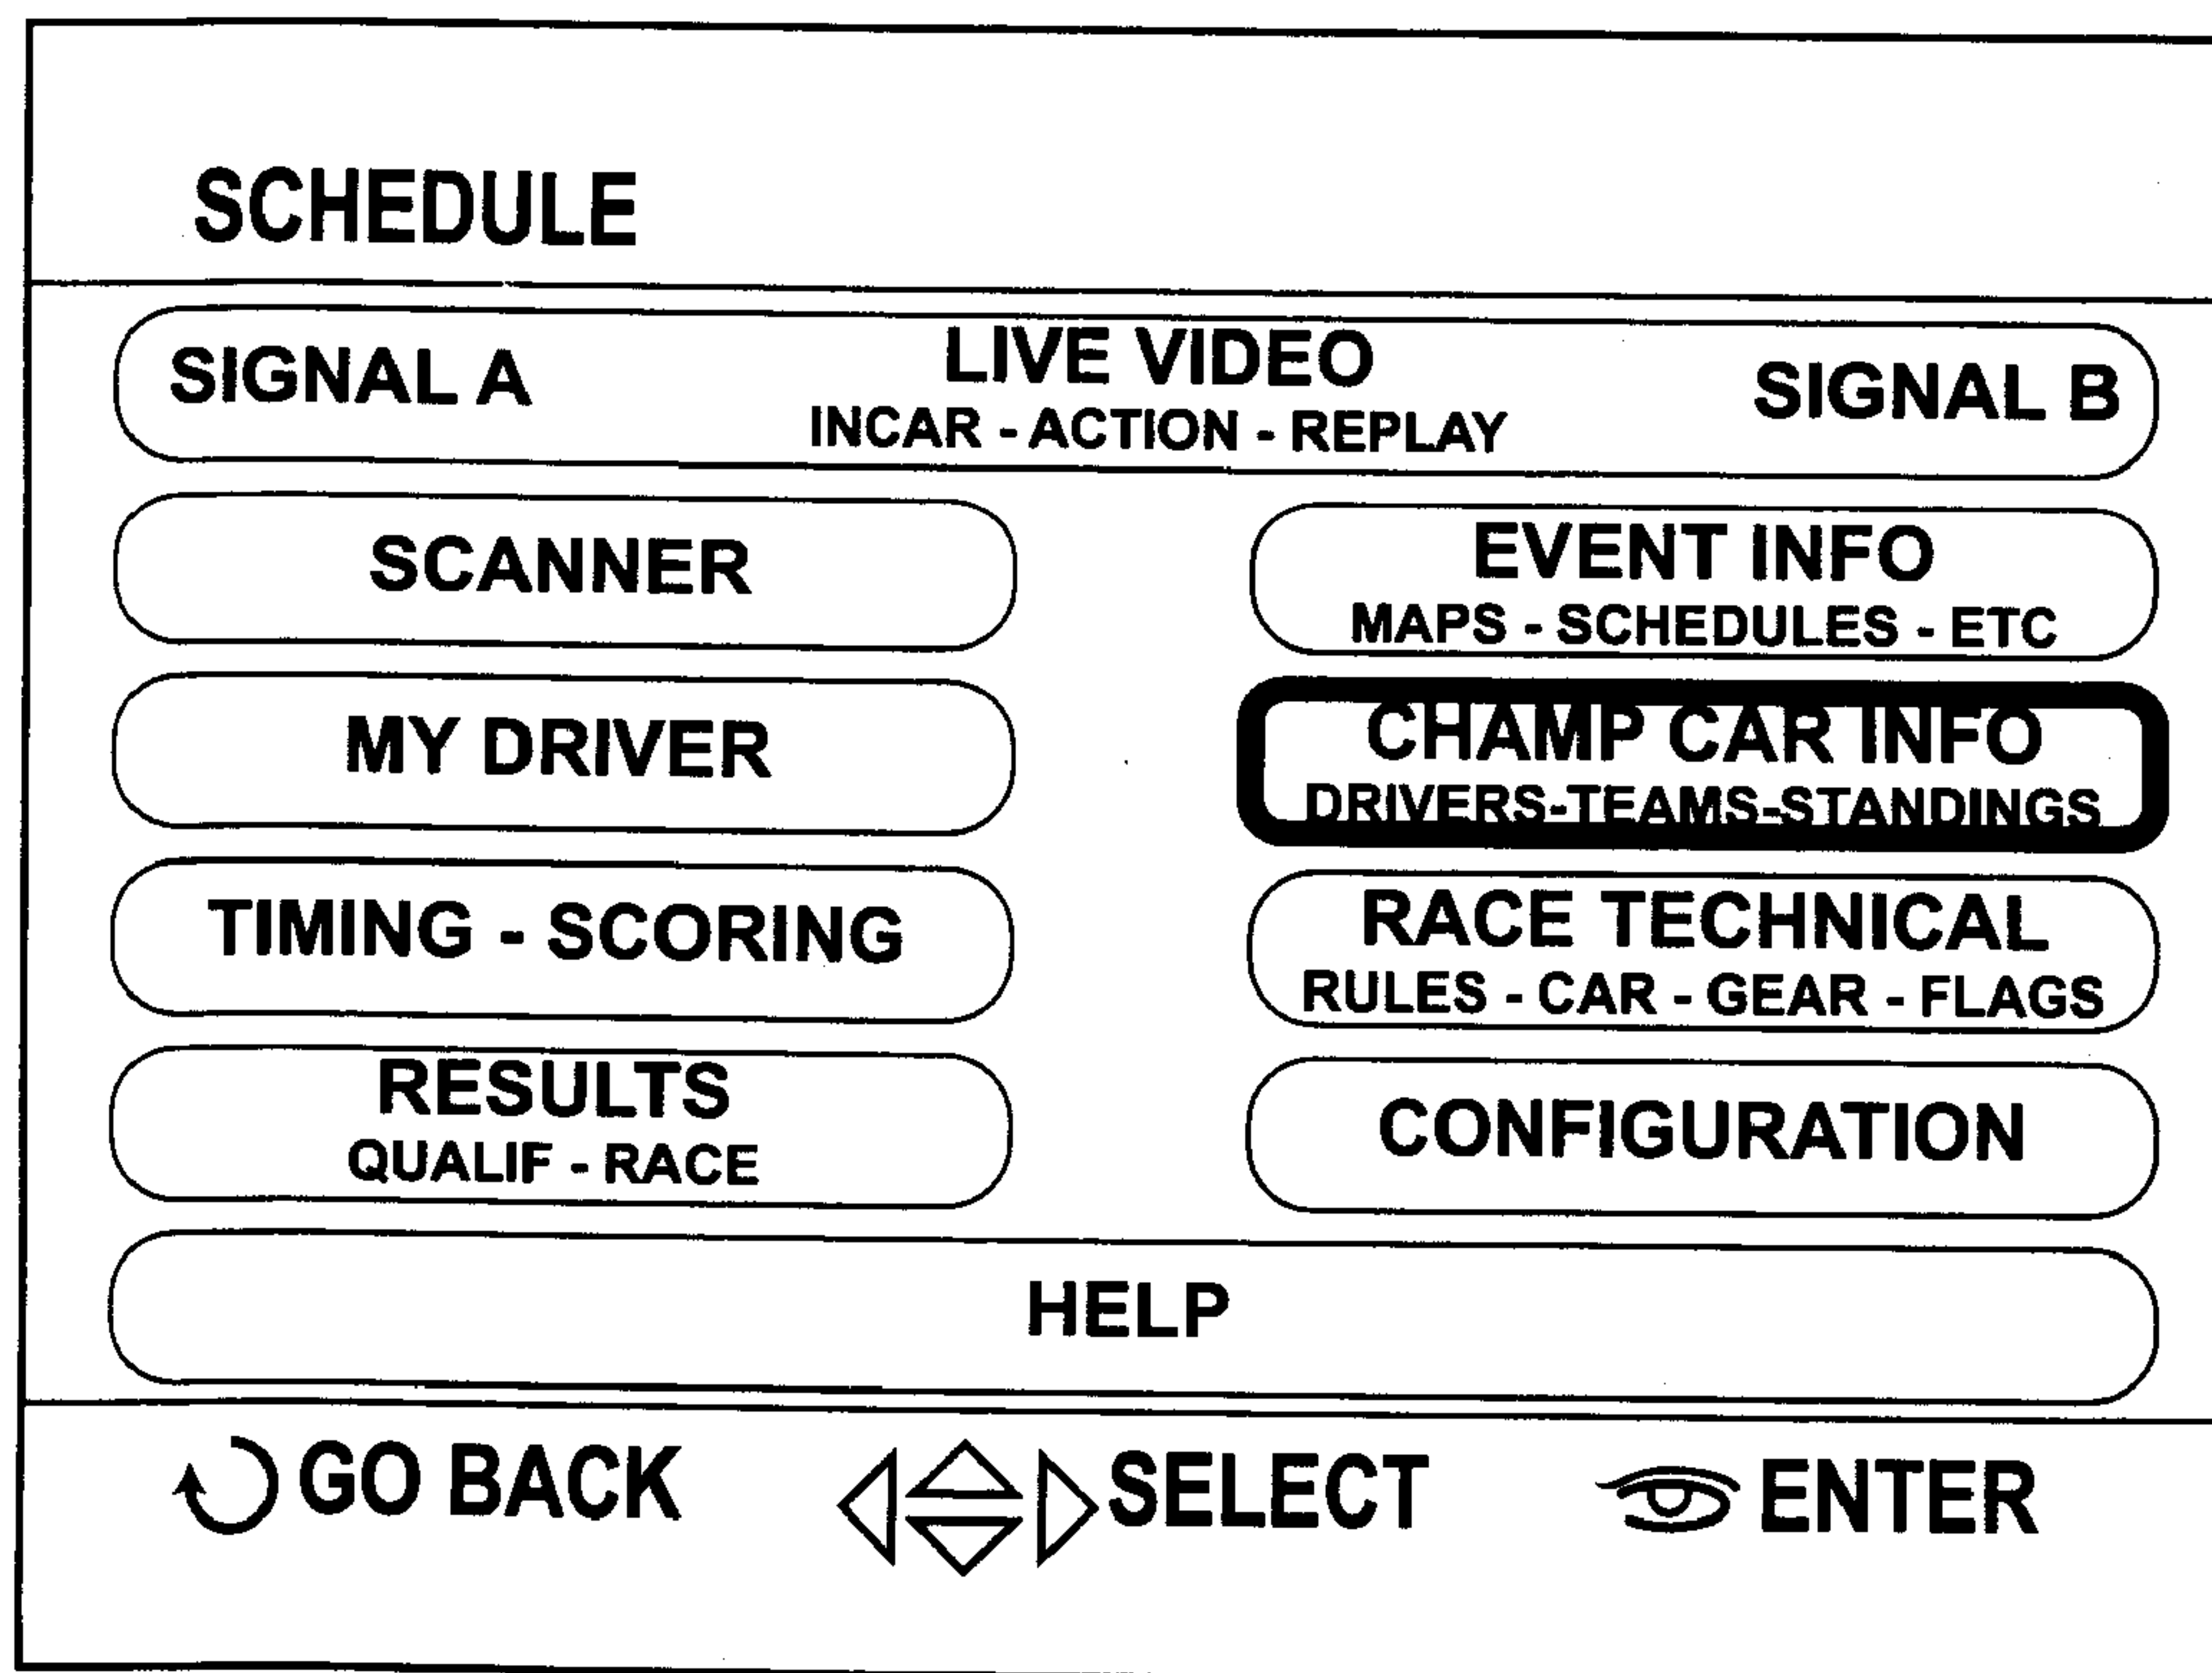 SCHEDULE
SIGNAL A LIVE VIDEO SIGNAL B
INCAR - ACTION - REPLAY
SCANNER
EVENT INFO
MAPS - SCHEDULES - ETC
MY DRIVER
CHAMP CAR INFO
DRIVERS-TEAMS-STANDINGS
TIMING - SCORING
RACE TECHNICAL
RULES - CAR - GEAR - FLAGS
RESULTS
QUALIF - RACE
CONFIGURATION
HELP
GO BACK SELECT ENTER